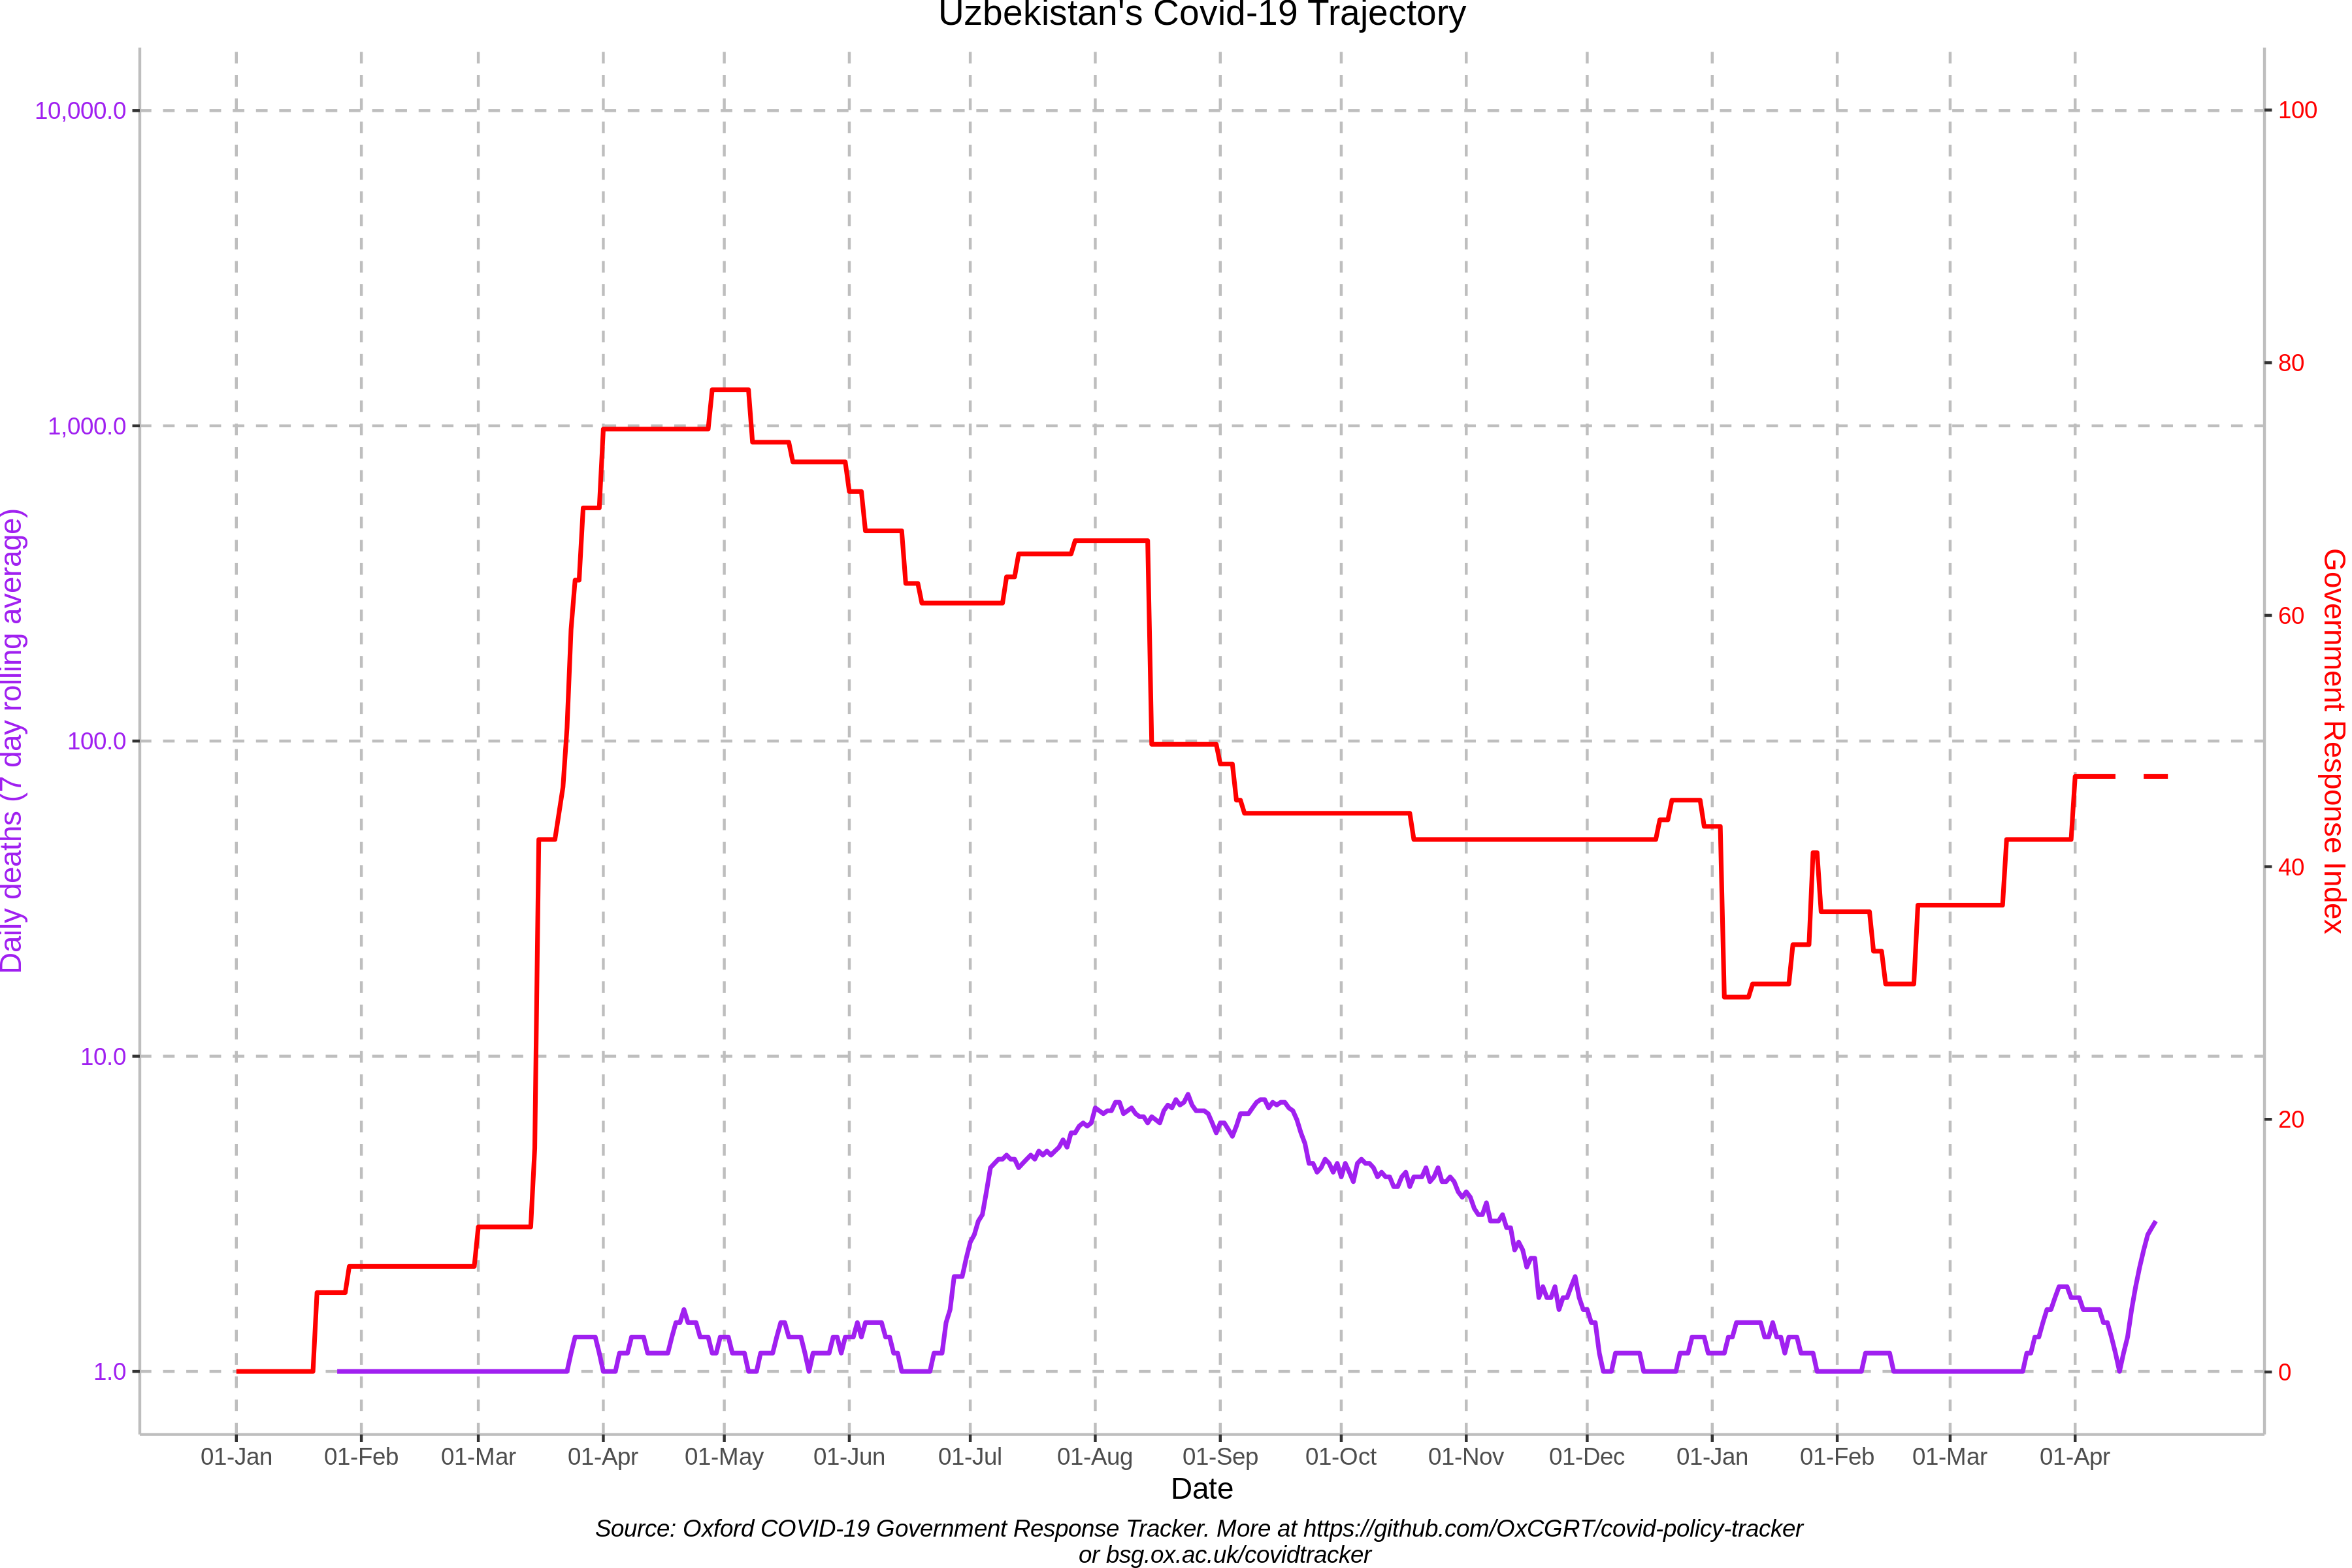 Uzbekistan's Covid-19 Trajectory
10,000.0
1,000.0
100.0
10.0
1.0
Daily deaths (7 day rolling average)
100
80
60
40
20
0
Government Response Index
01-Jan
01-Feb
01-Mar
01-Apr
01-May
01-Jun
01-Jul
01-Aug
01-Sep
01-Oct
01-Nov
01-Dec
01-Jan
01-Feb
01-Mar
01-Apr
Date
Source: Oxford COVID-19 Government Response Tracker. More at https://github.com/OxCGRT/covid-policy-tracker
or bsg.ox.ac.uk/covidtracker